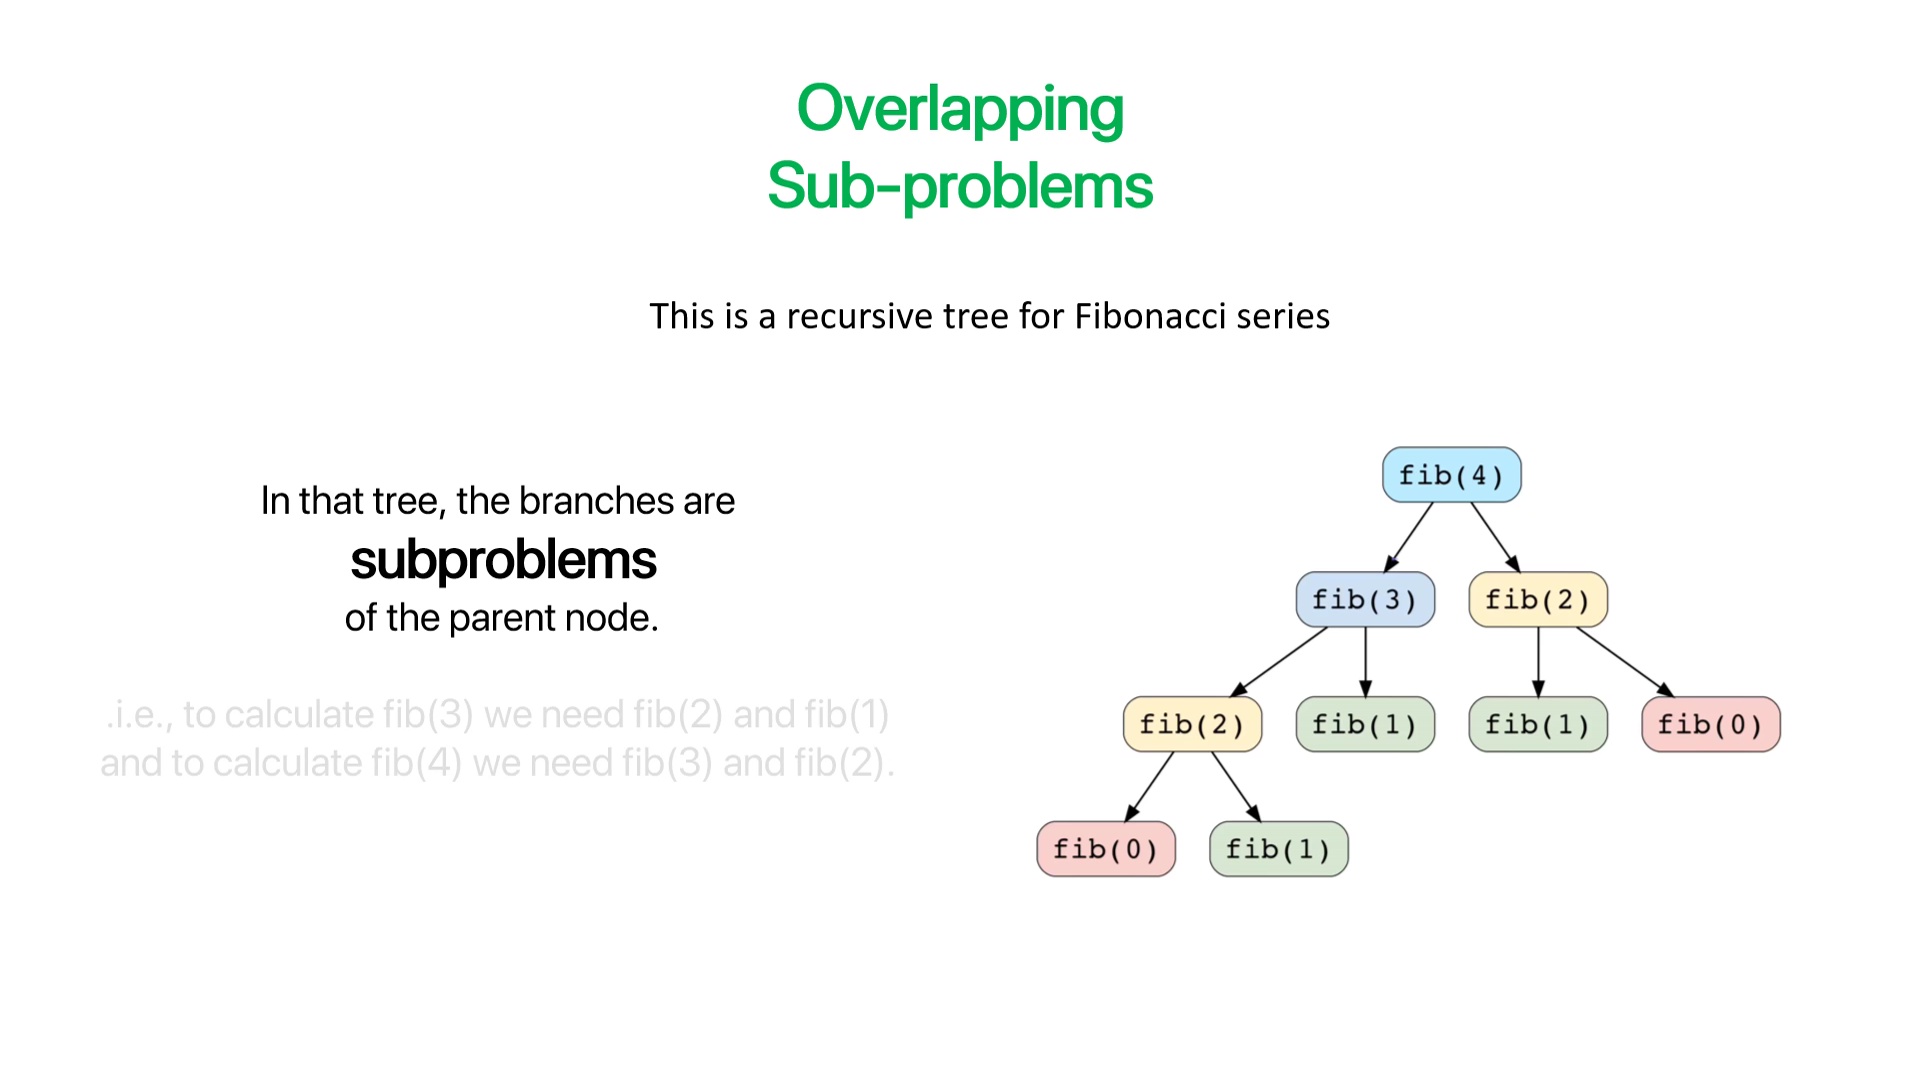 Overlapping
Sub-problems
This is a recursive tree for Fibonacci series
In that tree, the branches are
subproblems
of the parent node.
.i.e., to calculate fib(3) we need fib(2) and fib(1)
and to calculate fib(4) we need fib(3) and fib(2).
fib(4)
fib(3) fib(2)
fib(2) fib(1) fib(1) fib(0)
fib(0) fib(1)